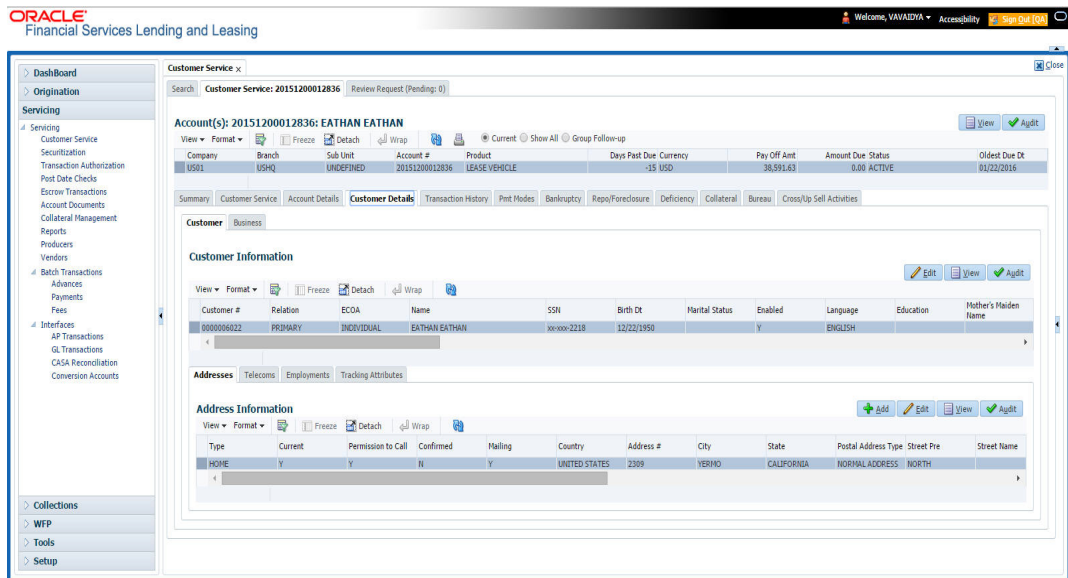 ORACLE
Financial Services Lending and Leasing
Welcome, VAVAIDYA Accessibility Sign Out [QA]
Close
DashBoard
Origination
Servicing
Servicing
Customer Service
Securitization
Transaction Authorization
Post Date Checks
Escrow Transactions
Account Documents
Collateral Management
Reports
Producers
Vendors
Batch Transactions
Advances
Payments
Fees
Interfaces
AP Transactions
GL Transactions
CASA Reconciliation
Conversion Accounts
Collections
WFP
Tools
Setup
Customer Service x
Search Customer Service: 20151200012836 Review Request (Pending: 0)
Account(s): 20151200012836: EATHAN EATHAN
View Audit
View Format Freeze Detach Wrap Current Show All Group Follow-up
Company Branch Sub Unit Account # Product Days Past Due Currency Pay Off Amt Amount Due Status Oldest Due Dt
US01 USHQ UNDEFINED 20151200012836 LEASE VEHICLE -15 USD 38,591.63 0.00 ACTIVE 01/22/2016
Summary Customer Service Account Details Customer Details Transaction History Pmt Modes Bankruptcy Repo/Foreclosure Deficiency Collateral Bureau Cross/Up Sell Activities
Customer Business
Customer Information
Edit View Audit
View Format Freeze Detach Wrap
Customer # Relation ECOA Name SSN Birth Dt Marital Status Enabled Language Education Mother's Maiden Name
0000006022 PRIMARY INDIVIDUAL EATHAN EATHAN xx-xxx-2218 12/22/1950 Y ENGLISH
Addresses Telecoms Employments Tracking Attributes
Address Information
Add Edit View Audit
View Format Freeze Detach Wrap
Type Current Permission to Call Confirmed Mailing Country Address # City State Postal Address Type Street Pre Street Name
HOME Y Y N Y UNITED STATES 2309 YERMO CALIFORNIA NORMAL ADDRESS NORTH